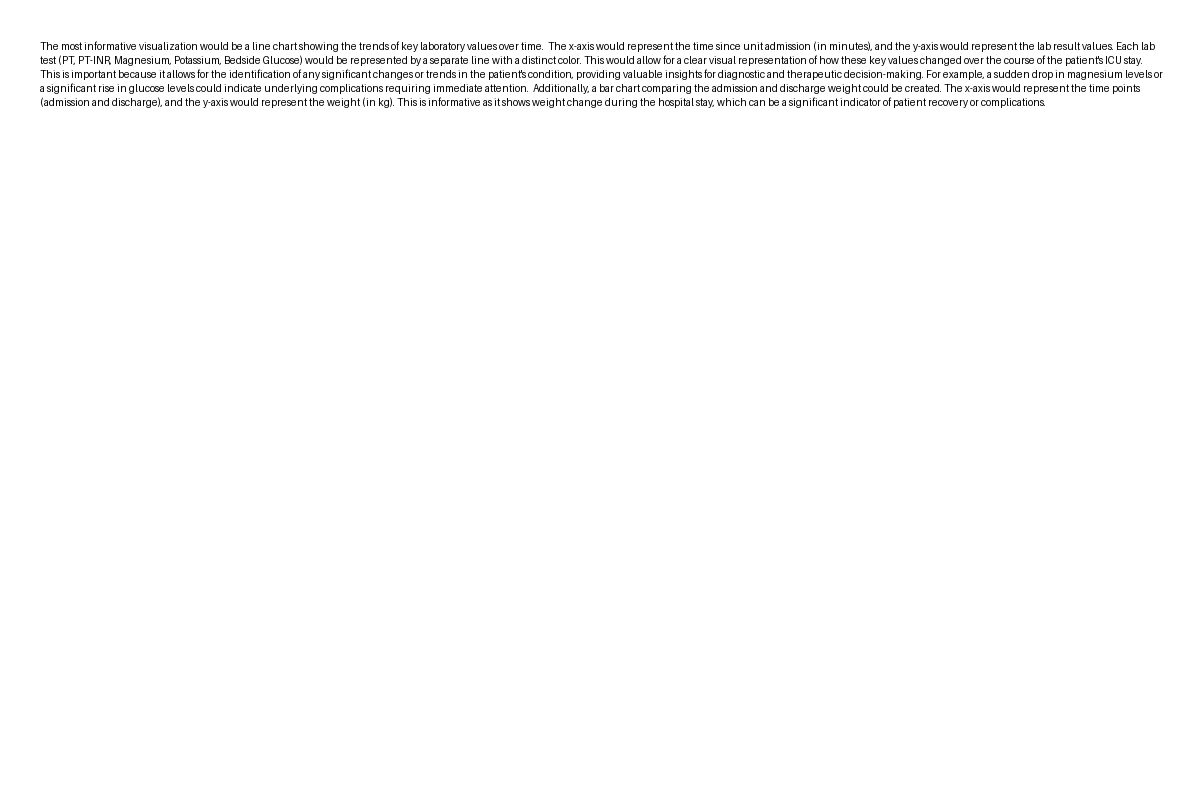 The most informative visualization would be a line chart showing the trends of key laboratory values over time.  The x-axis would represent the time since unit admission (in minutes), and the y-axis would represent the lab result values. Each lab
test (PT, PT-INR, Magnesium, Potassium, Bedside Glucose) would be represented by a separate line with a distinct color. This would allow for a clear visual representation of how these key values changed over the course of the patient's ICU stay.
This is important because it allows for the identification of any significant changes or trends in the patient's condition, providing valuable insights for diagnostic and therapeutic decision-making. For example, a sudden drop in magnesium levels or
a significant rise in glucose levels could indicate underlying complications requiring immediate attention.  Additionally, a bar chart comparing the admission and discharge weight could be created. The x-axis would represent the time points
(admission and discharge), and the y-axis would represent the weight (in kg). This is informative as it shows weight change during the hospital stay, which can be a significant indicator of patient recovery or complications.